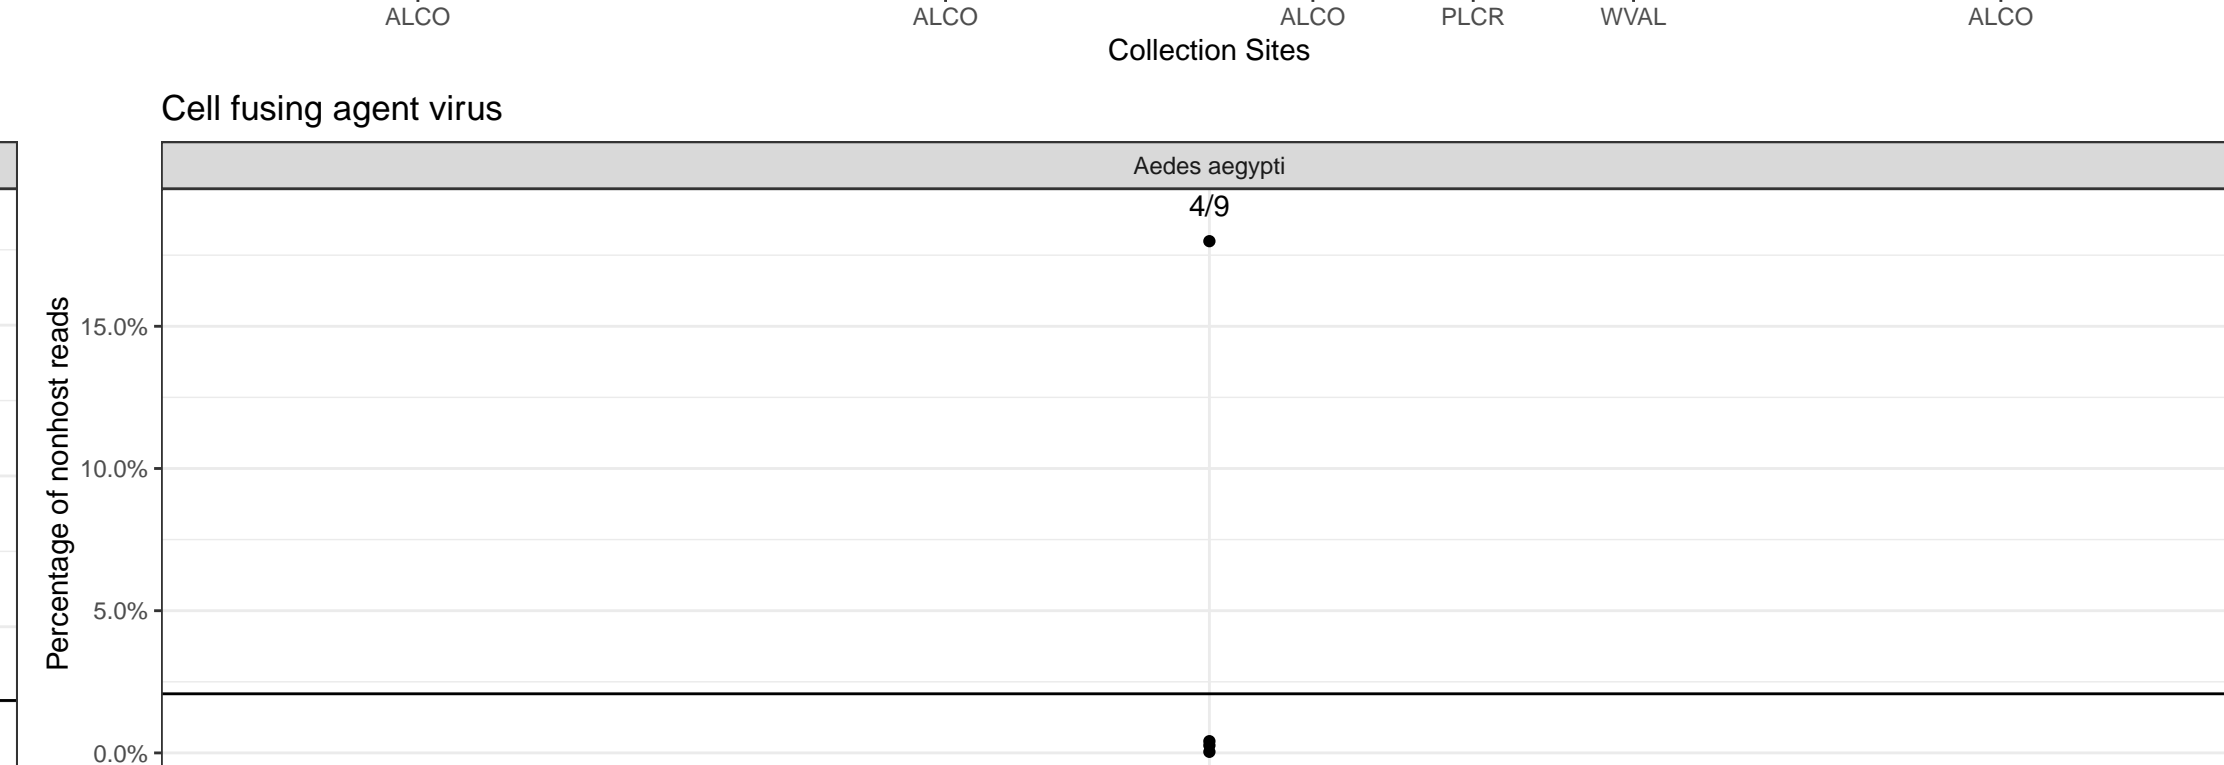 ALCO ALCO ALCO PLCR WVAL ALCO
Collection Sites
Cell fusing agent virus
Aedes aegypti
4/9
Percentage of nonhost reads
15.0%
10.0%
5.0%
0.0%